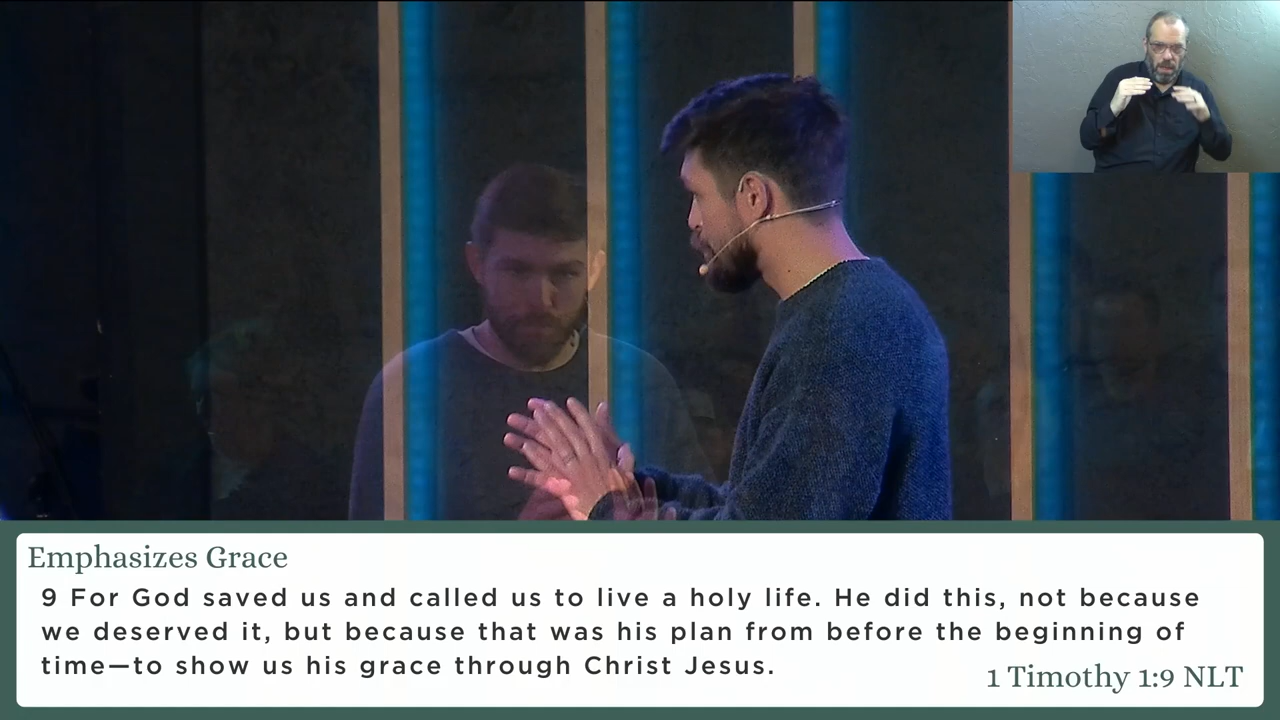 Emphasizes Grace
9 For God saved us and called us to live a holy life. He did this, not because
we deserved it, but because that was his plan from before the beginning of
time—to show us his grace through Christ Jesus.
1 Timothy 1:9 NLT